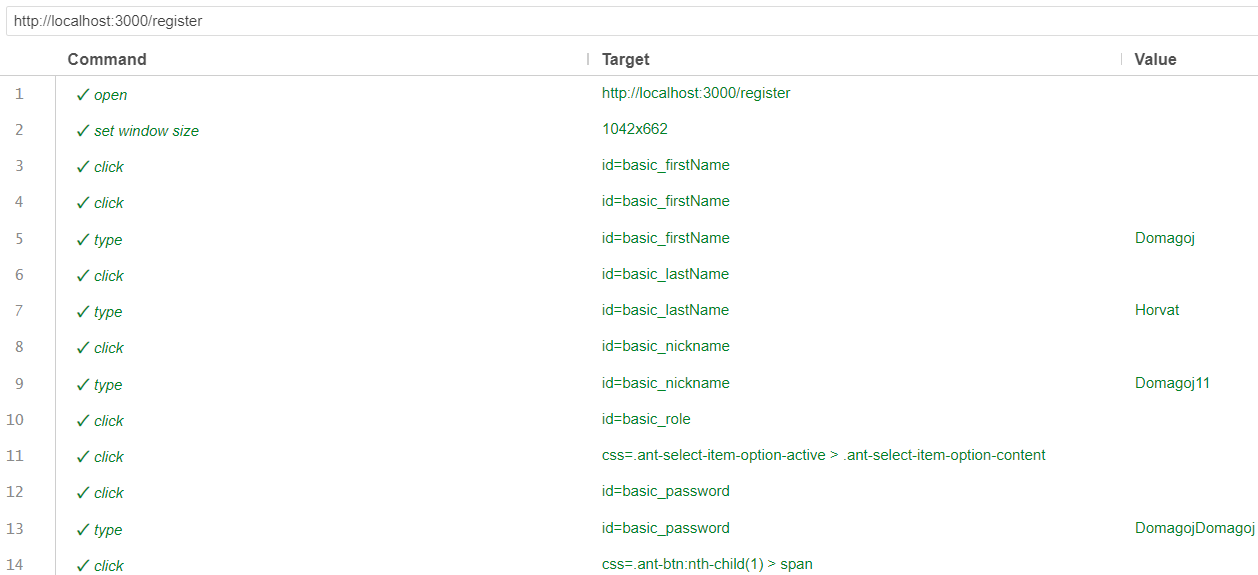 http://localhost:3000/register
Command Target Value
1 ✓ open http://localhost:3000/register
2 ✓ set window size 1042x662
3 ✓ click id=basic_firstName
4 ✓ click id=basic_firstName
5 ✓ type id=basic_firstName Domagoj
6 ✓ click id=basic_lastName
7 ✓ type id=basic_lastName Horvat
8 ✓ click id=basic_nickname
9 ✓ type id=basic_nickname Domagoj11
10 ✓ click id=basic_role
11 ✓ click css=.ant-select-item-option-active > .ant-select-item-option-content
12 ✓ click id=basic_password
13 ✓ type id=basic_password DomagojDomagoj
14 ✓ click css=.ant-btn:nth-child(1) > span